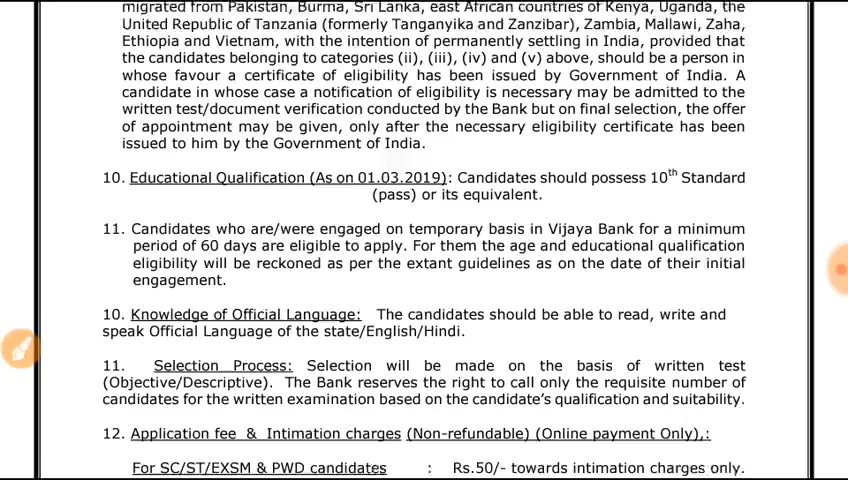 migrated from Pakistan, Burma, Sri Lanka, east African countries of Kenya, Uganda, the
United Republic of Tanzania (formerly Tanganyika and Zanzibar), Zambia, Mallawi, Zaha,
Ethiopia and Vietnam, with the intention of permanently settling in India, provided that
the candidates belonging to categories (ii), (iii), (iv) and (v) above, should be a person in
whose favour a certificate of eligibility has been issued by Government of India. A
candidate in whose case a notification of eligibility is necessary may be admitted to the
written test/document verification conducted by the Bank but on final selection, the offer
of appointment may be given, only after the necessary eligibility certificate has been
issued to him by the Government of India.
10. Educational Qualification (As on 01.03.2019): Candidates should possess 10th Standard
(pass) or its equivalent.
11. Candidates who are/were engaged on temporary basis in Vijaya Bank for a minimum
period of 60 days are eligible to apply. For them the age and educational qualification
eligibility will be reckoned as per the extant guidelines as on the date of their initial
engagement.
10. Knowledge of Official Language: The candidates should be able to read, write and
speak Official Language of the state/English/Hindi.
11. Selection Process: Selection will be made on the basis of written test
(Objective/Descriptive). The Bank reserves the right to call only the requisite number of
candidates for the written examination based on the candidate's qualification and suitability.
12. Application fee & Intimation charges (Non-refundable) (Online payment Only),:
For SC/ST/EXSM & PWD candidates : Rs.50/- towards intimation charges only.